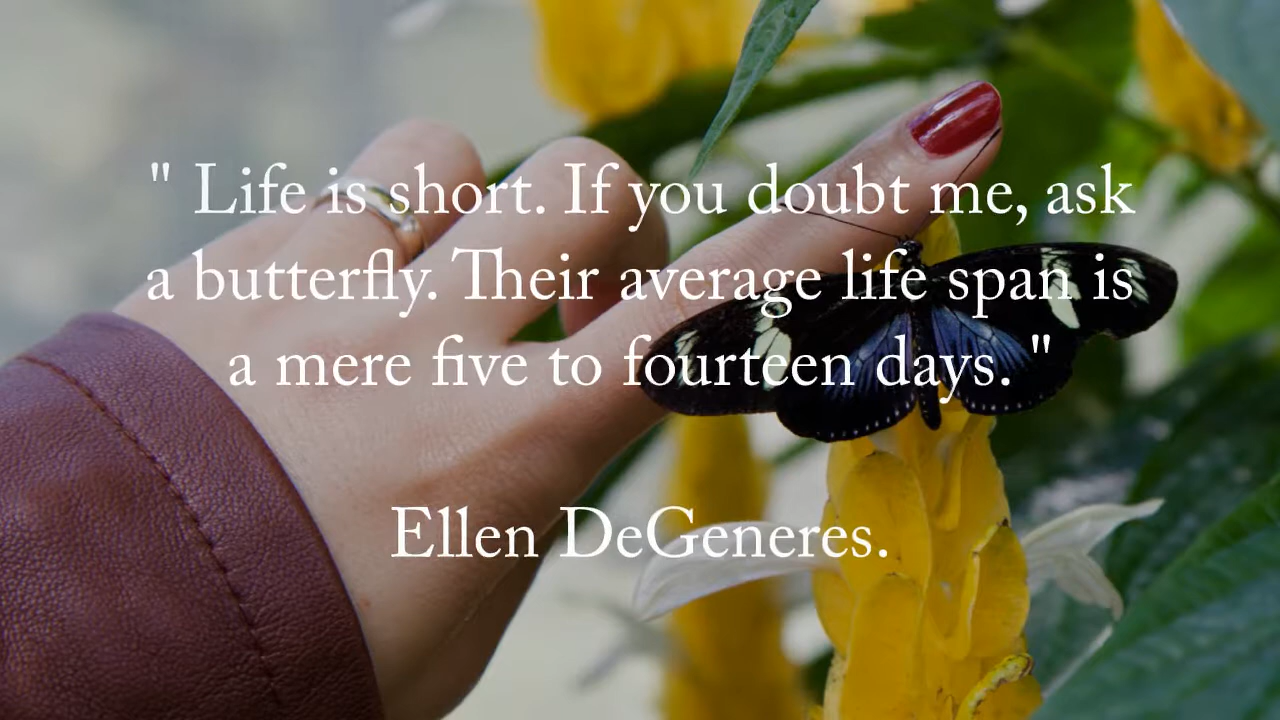 " Life is short. If you doubt me, ask
a butterfly. Their average life span is
a mere five to fourteen days. "
Ellen DeGeneres.